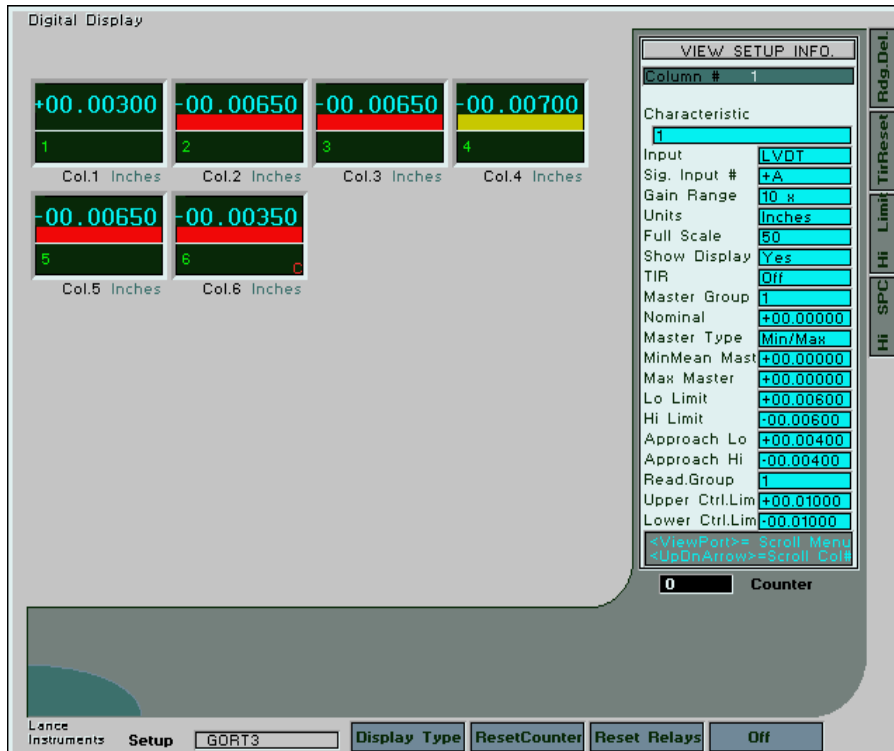 Digital Display
+00.00300
1
Col.1 Inches
-00.00650
2
Col.2 Inches
-00.00650
3
Col.3 Inches
-00.00700
4
Col.4 Inches
-00.00650
5
Col.5 Inches
-00.00350
6
C
Col.6 Inches
VIEW SETUP INFO.
Column # 1
Characteristic
1
Input LVDT
Sig. Input # +A
Gain Range 10 x
Units Inches
Full Scale 50
Show Display Yes
TIR Off
Master Group 1
Nominal +00.00000
Master Type Min/Max
MinMean Mast +00.00000
Max Master +00.00000
Lo Limit +00.00600
Hi Limit -00.00600
Approach Lo +00.00400
Approach Hi -00.00400
Read.Group 1
Upper Ctrl.Lim +00.01000
Lower Ctrl.Lim -00.01000
<ViewPort>= Scroll Menu
<UpDnArrow>=Scroll Col#
0 Counter
Rdg.Del.
TirReset
Hi Limit
Hi SPC
Lance
Instruments
Setup GORT3
Display Type
ResetCounter
Reset Relays
Off